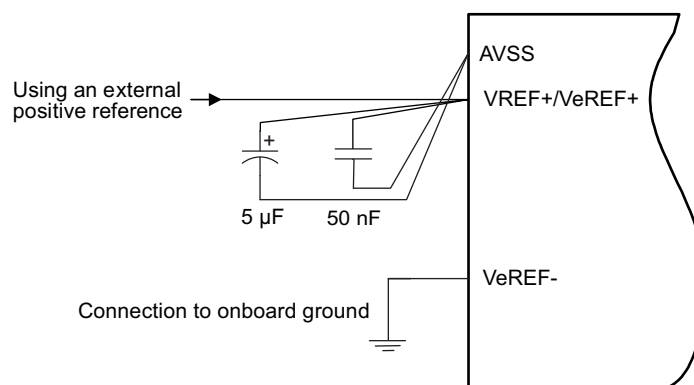 AVSS
Using an external
positive reference
VREF+/VeREF+
+
5 µF
50 nF
VeREF-
Connection to onboard ground